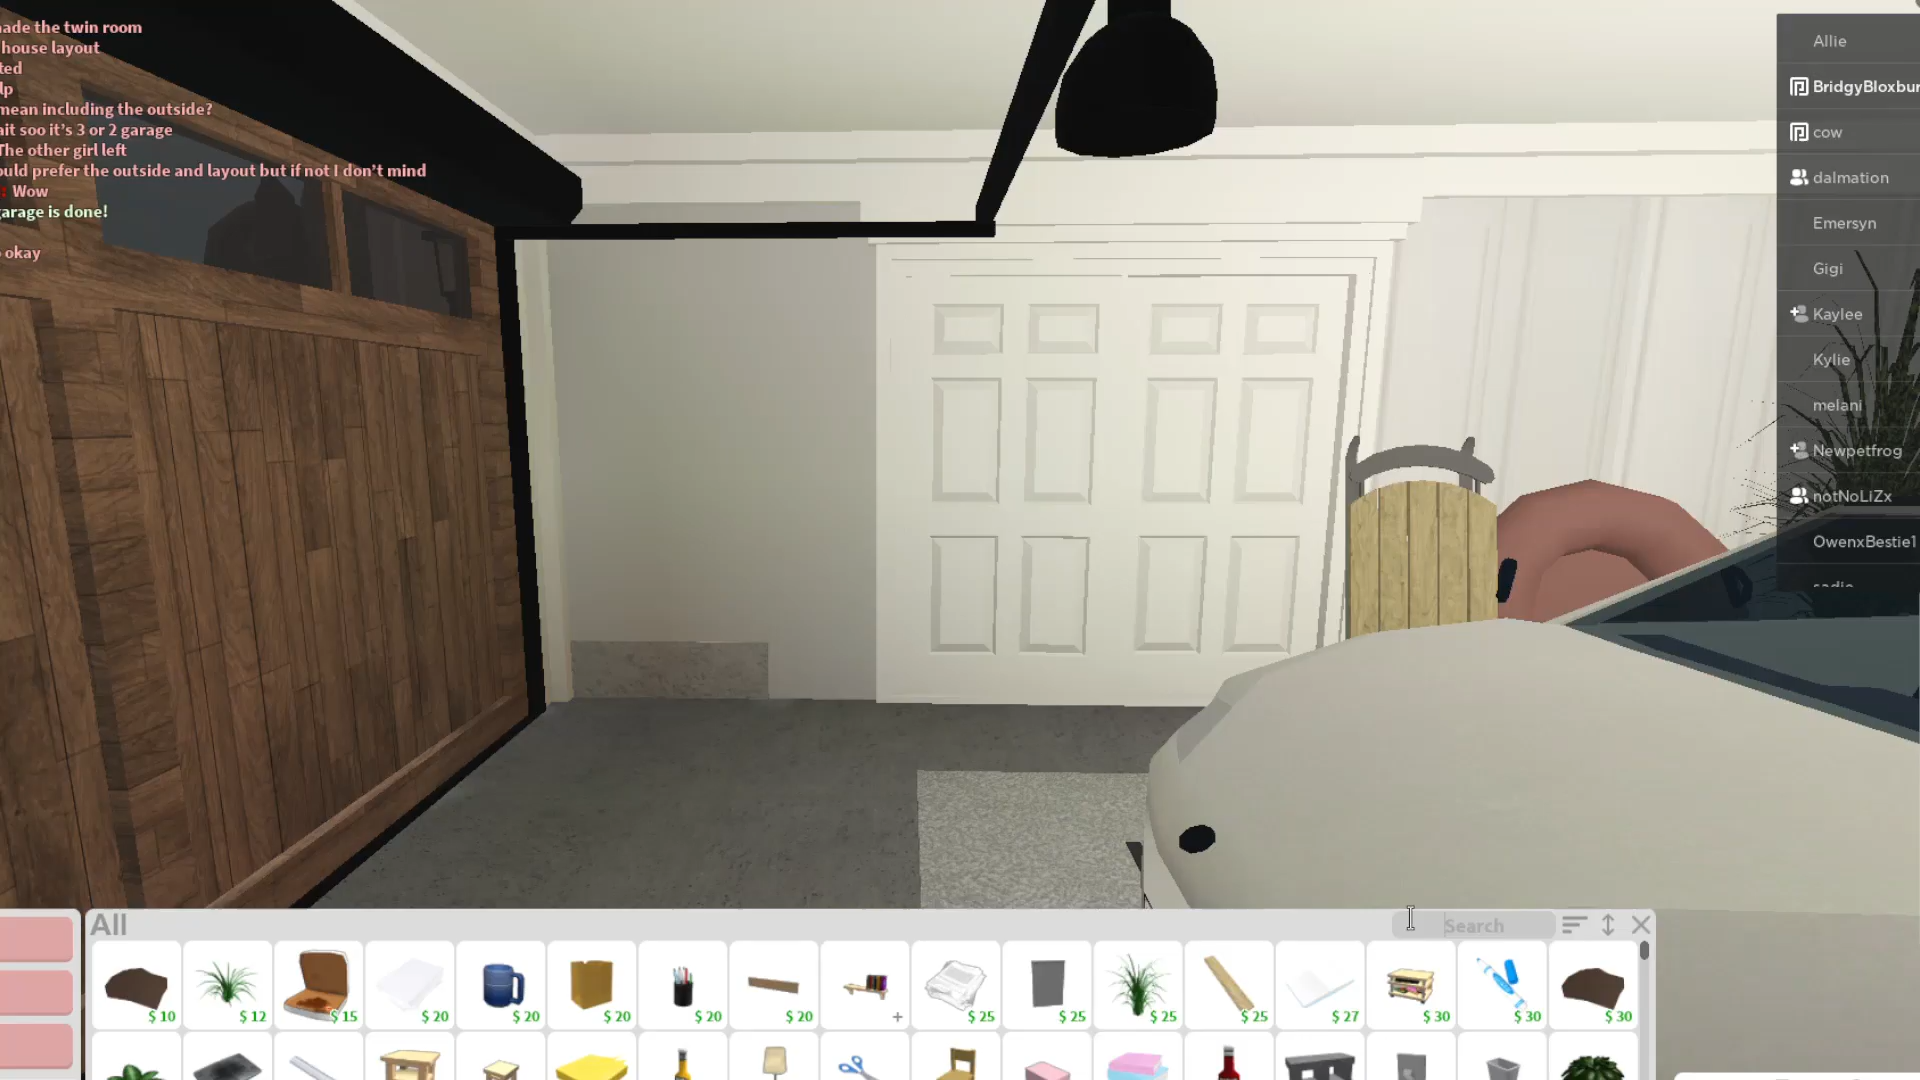 ade the twin room
house layout
ted
lp
mean including the outside?
ait soo it's 3 or 2 garage
The other girl left
ould prefer the outside and layout but if not I don't mind
: Wow
arage is done!
okay
Allie
BridgyBloxbur
cow
dalmation
Emersyn
Gigi
Kaylee
Kylie
melani
Newpetfrog
notNoLiZx
OwenxBestie1
sadie
All
Search
$10
$12
$15
$20
$20
$20
$20
$20
+
$25
$25
$25
$25
$27
$30
$30
$30